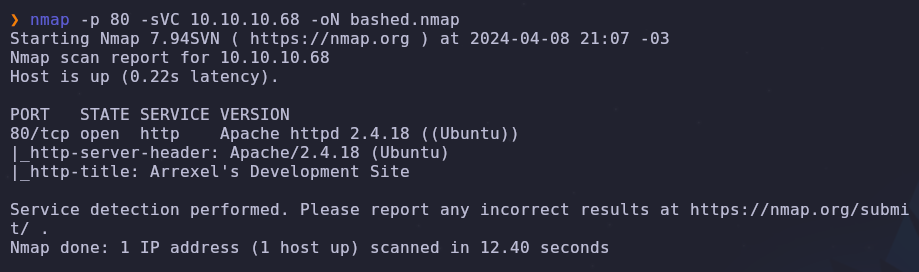 ❯ nmap -p 80 -sVC 10.10.10.68 -oN bashed.nmap
Starting Nmap 7.94SVN ( https://nmap.org ) at 2024-04-08 21:07 -03
Nmap scan report for 10.10.10.68
Host is up (0.22s latency).
PORT   STATE SERVICE VERSION
80/tcp open  http    Apache httpd 2.4.18 ((Ubuntu))
|_http-server-header: Apache/2.4.18 (Ubuntu)
|_http-title: Arrexel's Development Site
Service detection performed. Please report any incorrect results at https://nmap.org/submi
t/ .
Nmap done: 1 IP address (1 host up) scanned in 12.40 seconds